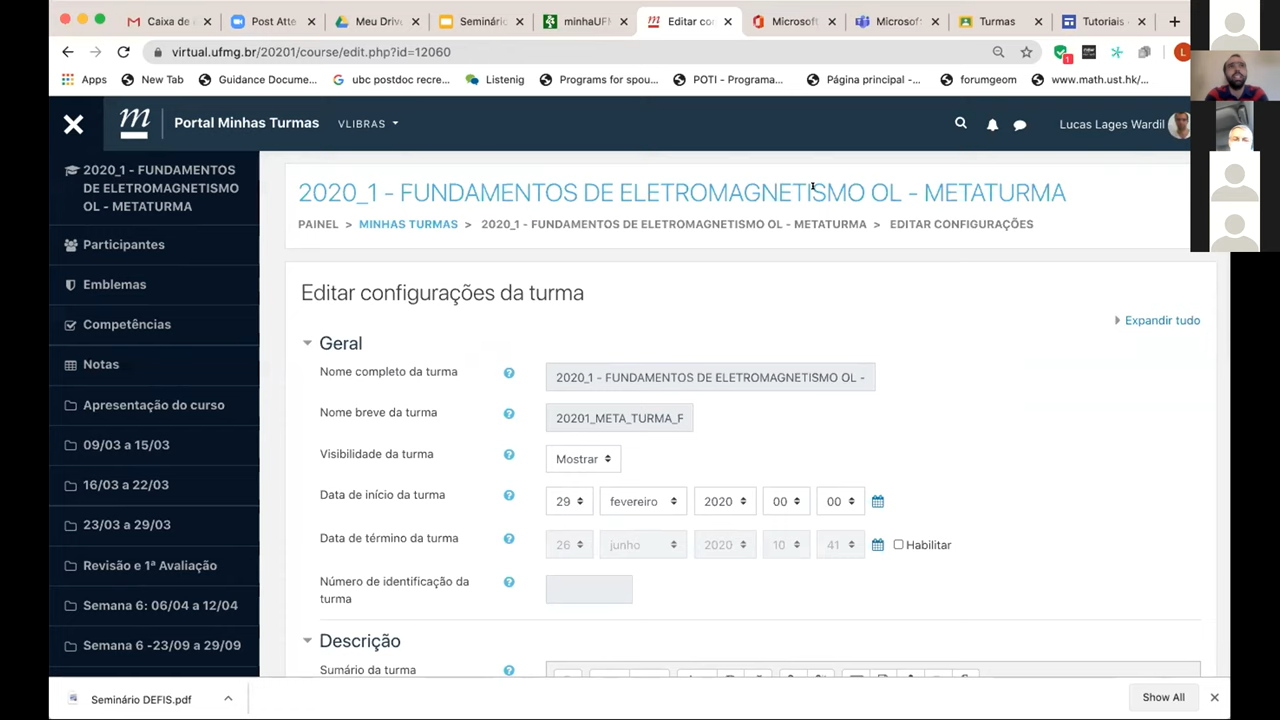 Caixa de
Post Atte
Meu Drive
Seminário
minhaUFM
Editar co
Microsoft
Microsof
Turmas
Tutoriais
virtual.ufmg.br/20201/course/edit.php?id=12060
1
L
Apps
New Tab
Guidance Docume...
ubc postdoc recre...
Listenig
Programs for spou...
POTI - Programa...
Página principal -...
forumgeom
www.math.ust.hk/...
Portal Minhas Turmas
VLIBRAS
Lucas Lages Wardil
2020_1 - FUNDAMENTOS
DE ELETROMAGNETISMO
OL - METATURMA
Participantes
Emblemas
Competências
Notas
Apresentação do curso
09/03 a 15/03
16/03 a 22/03
23/03 a 29/03
Revisão e 1ª Avaliação
Semana 6: 06/04 a 12/04
Semana 6 -23/09 a 29/09
2020_1 - FUNDAMENTOS DE ELETROMAGNETISMO OL - METATURMA
PAINEL > MINHAS TURMAS > 2020_1 - FUNDAMENTOS DE ELETROMAGNETISMO OL - METATURMA > EDITAR CONFIGURAÇÕES
Editar configurações da turma
Expandir tudo
Geral
Nome completo da turma
2020_1 - FUNDAMENTOS DE ELETROMAGNETISMO OL -
Nome breve da turma
20201_META_TURMA_F
Visibilidade da turma
Mostrar
Data de início da turma
29 fevereiro 2020 00 00
Data de término da turma
26 junho 2020 10 41 Habilitar
Número de identificação da
turma
Descrição
Sumário da turma
Seminário DEFIS.pdf
Show All